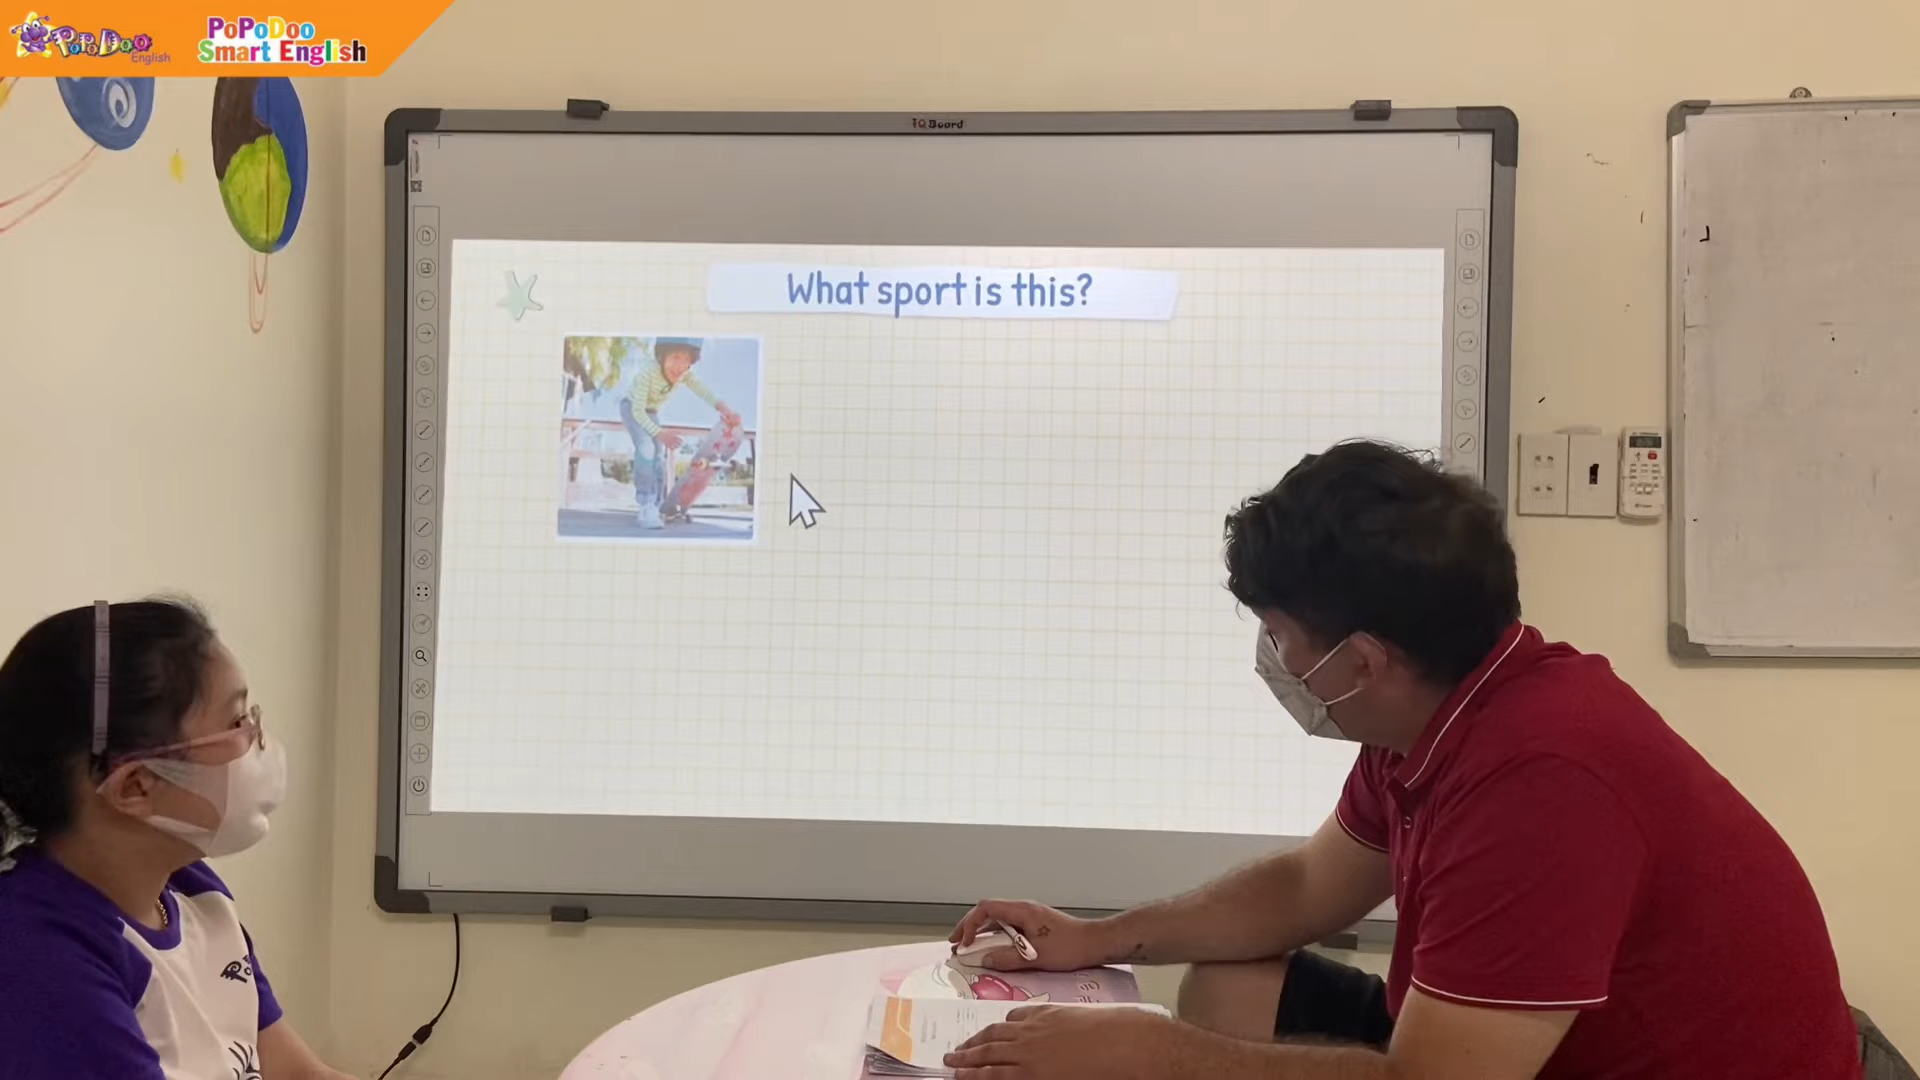 PoPoDoo
English
PoPoDoo
Smart English
IQ Board
What sport is this?